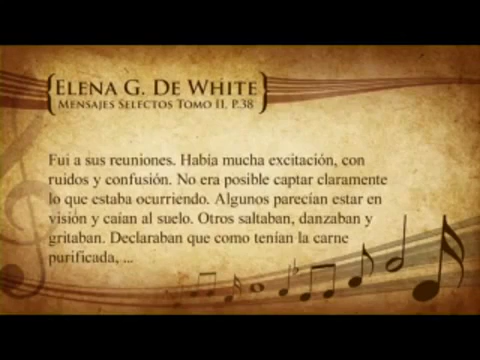 {ELENA G. DE WHITE}
MENSAJES SELECTOS TOMO II, P.38
Fui a sus reuniones. Había mucha excitación, con
ruidos y confusión. No era posible captar claramente
lo que estaba ocurriendo. Algunos parecían estar en
visión y caían al suelo. Otros saltaban, danzaban y
gritaban. Declaraban que como tenían la carne
purificada, ...